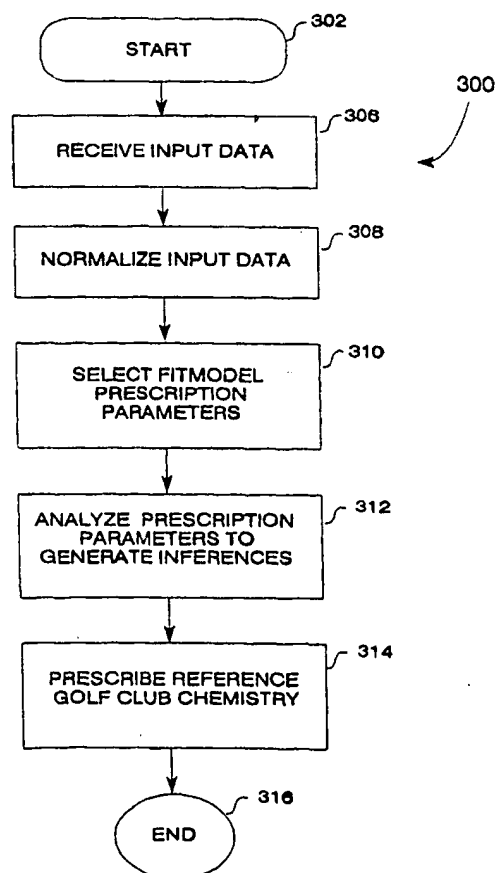 302
START
300
306
RECEIVE INPUT DATA
308
NORMALIZE INPUT DATA
310
SELECT FITMODEL
PRESCRIPTION
PARAMETERS
312
ANALYZE PRESCRIPTION
PARAMETERS TO
GENERATE INFERENCES
314
PRESCRIBE REFERENCE
GOLF CLUB CHEMISTRY
316
END